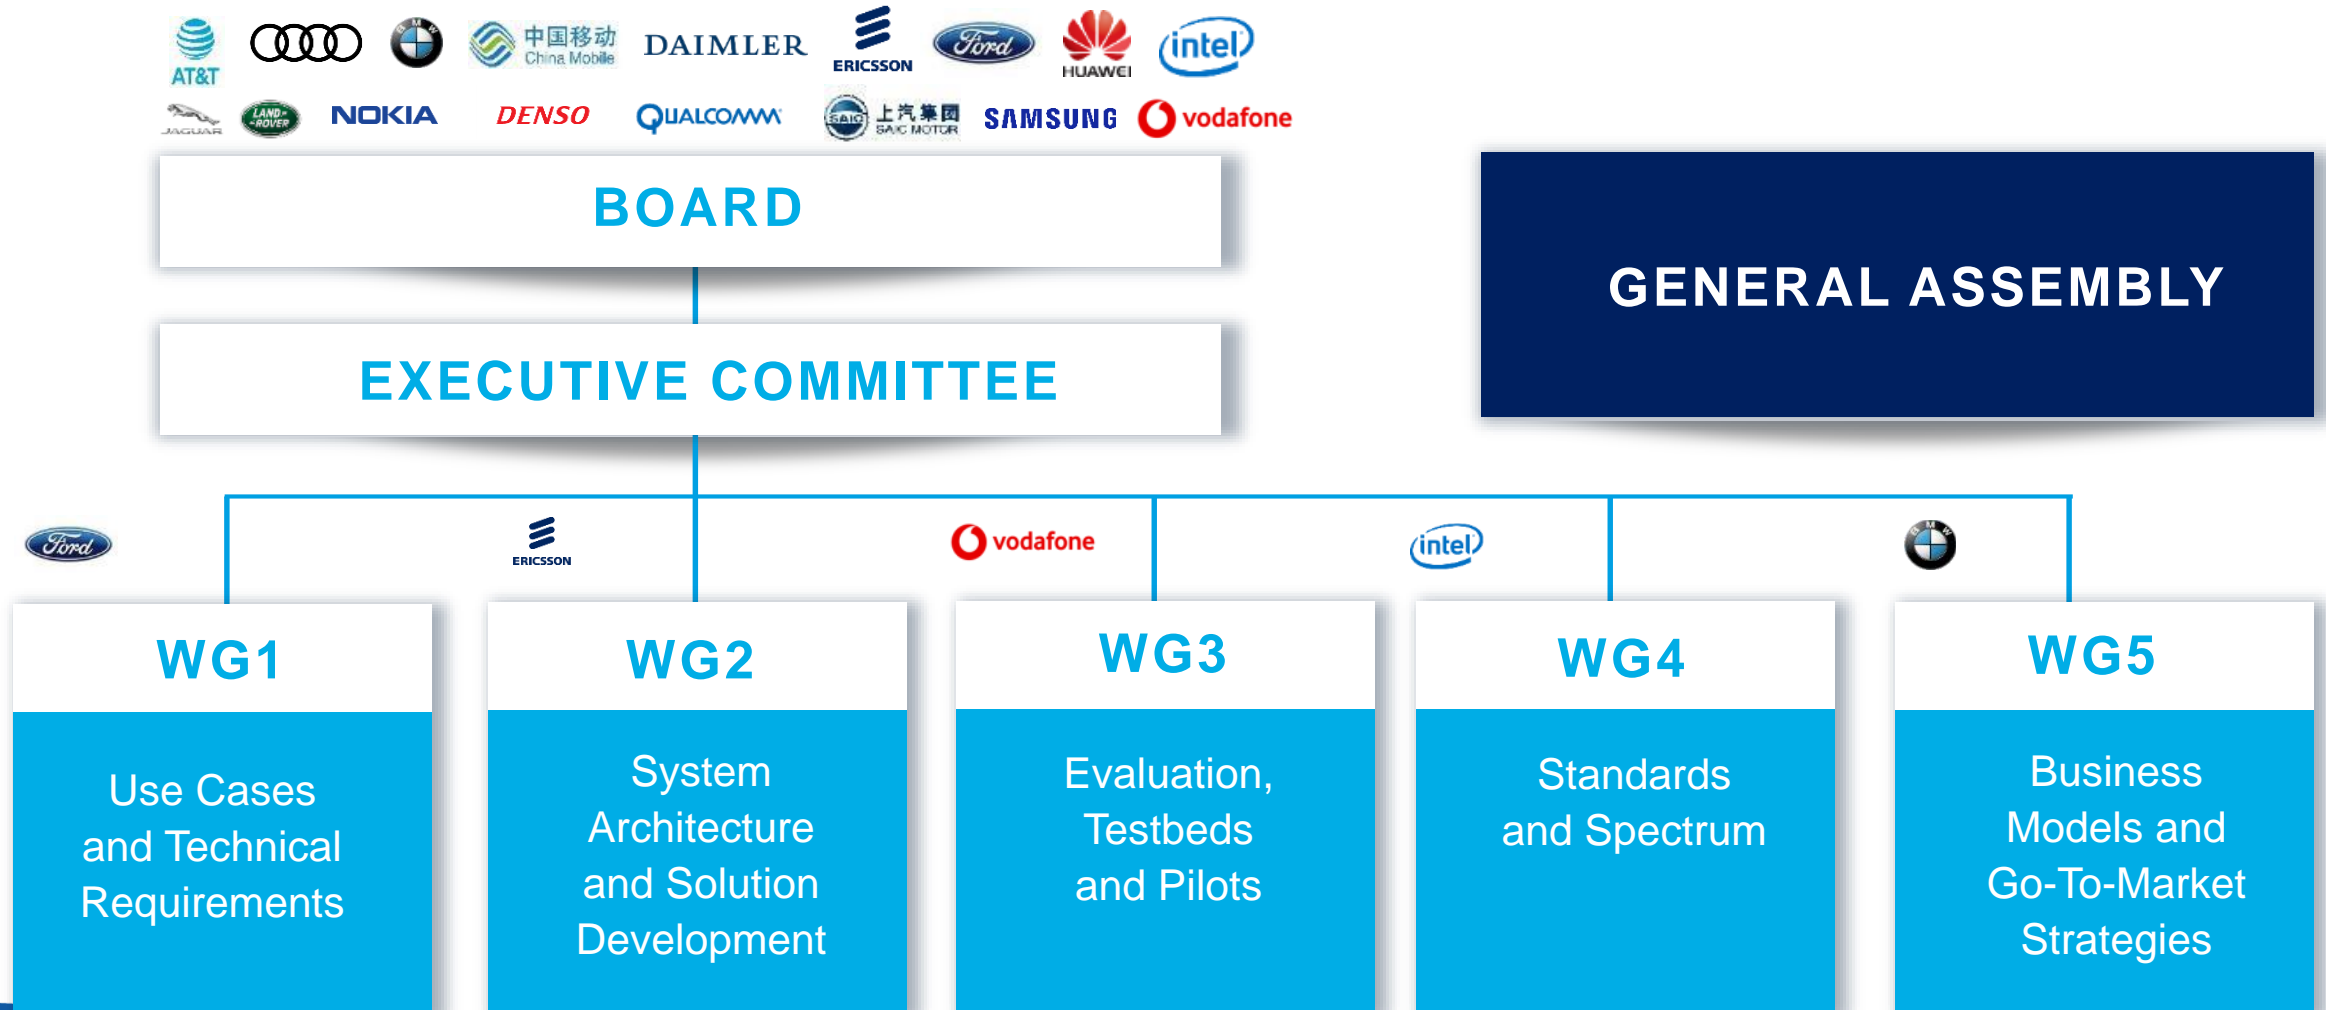 AT&T
BMW
中国移动
China Mobile
DAIMLER
ERICSSON
Ford
HUAWEI
intel
JAGUAR
LAND-
-ROVER
NOKIA
DENSO
QUALCOMM
SAIC
上汽集团
SAIC MOTOR
SAMSUNG
vodafone
BOARD
GENERAL ASSEMBLY
EXECUTIVE COMMITTEE
Ford
ERICSSON
vodafone
intel
BMW
WG1
Use Cases
and Technical
Requirements
WG2
System
Architecture
and Solution
Development
WG3
Evaluation,
Testbeds
and Pilots
WG4
Standards
and Spectrum
WG5
Business
Models and
Go-To-Market
Strategies